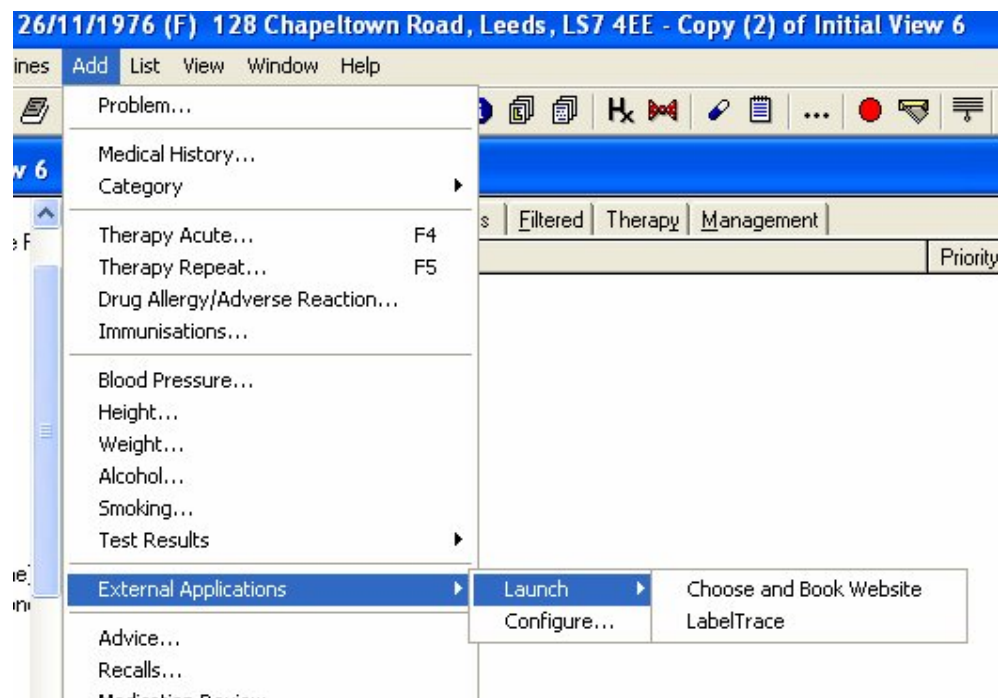 26/11/1976 (F) 128 Chapeltown Road, Leeds, LS7 4EE - Copy (2) of Initial View 6
ines Add List View Window Help
Hx ...
w 6
Problem...
Medical History...
Category
s Filtered Therapy Management
Therapy Acute... F4
Priority
Therapy Repeat... F5
Drug Allergy/Adverse Reaction...
Immunisations...
Blood Pressure...
Height...
Weight...
Alcohol...
Smoking...
Test Results
External Applications
Launch
Choose and Book Website
Configure...
LabelTrace
Advice...
Recalls...